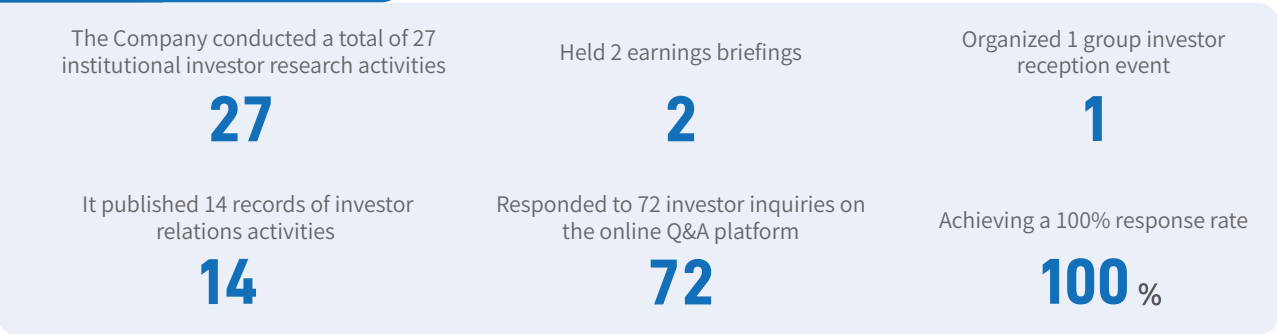 The Company conducted a total of 27
institutional investor research activities
27
Held 2 earnings briefings
2
Organized 1 group investor
reception event
1
It published 14 records of investor
relations activities
14
Responded to 72 investor inquiries on
the online Q&A platform
72
Achieving a 100% response rate
100 %